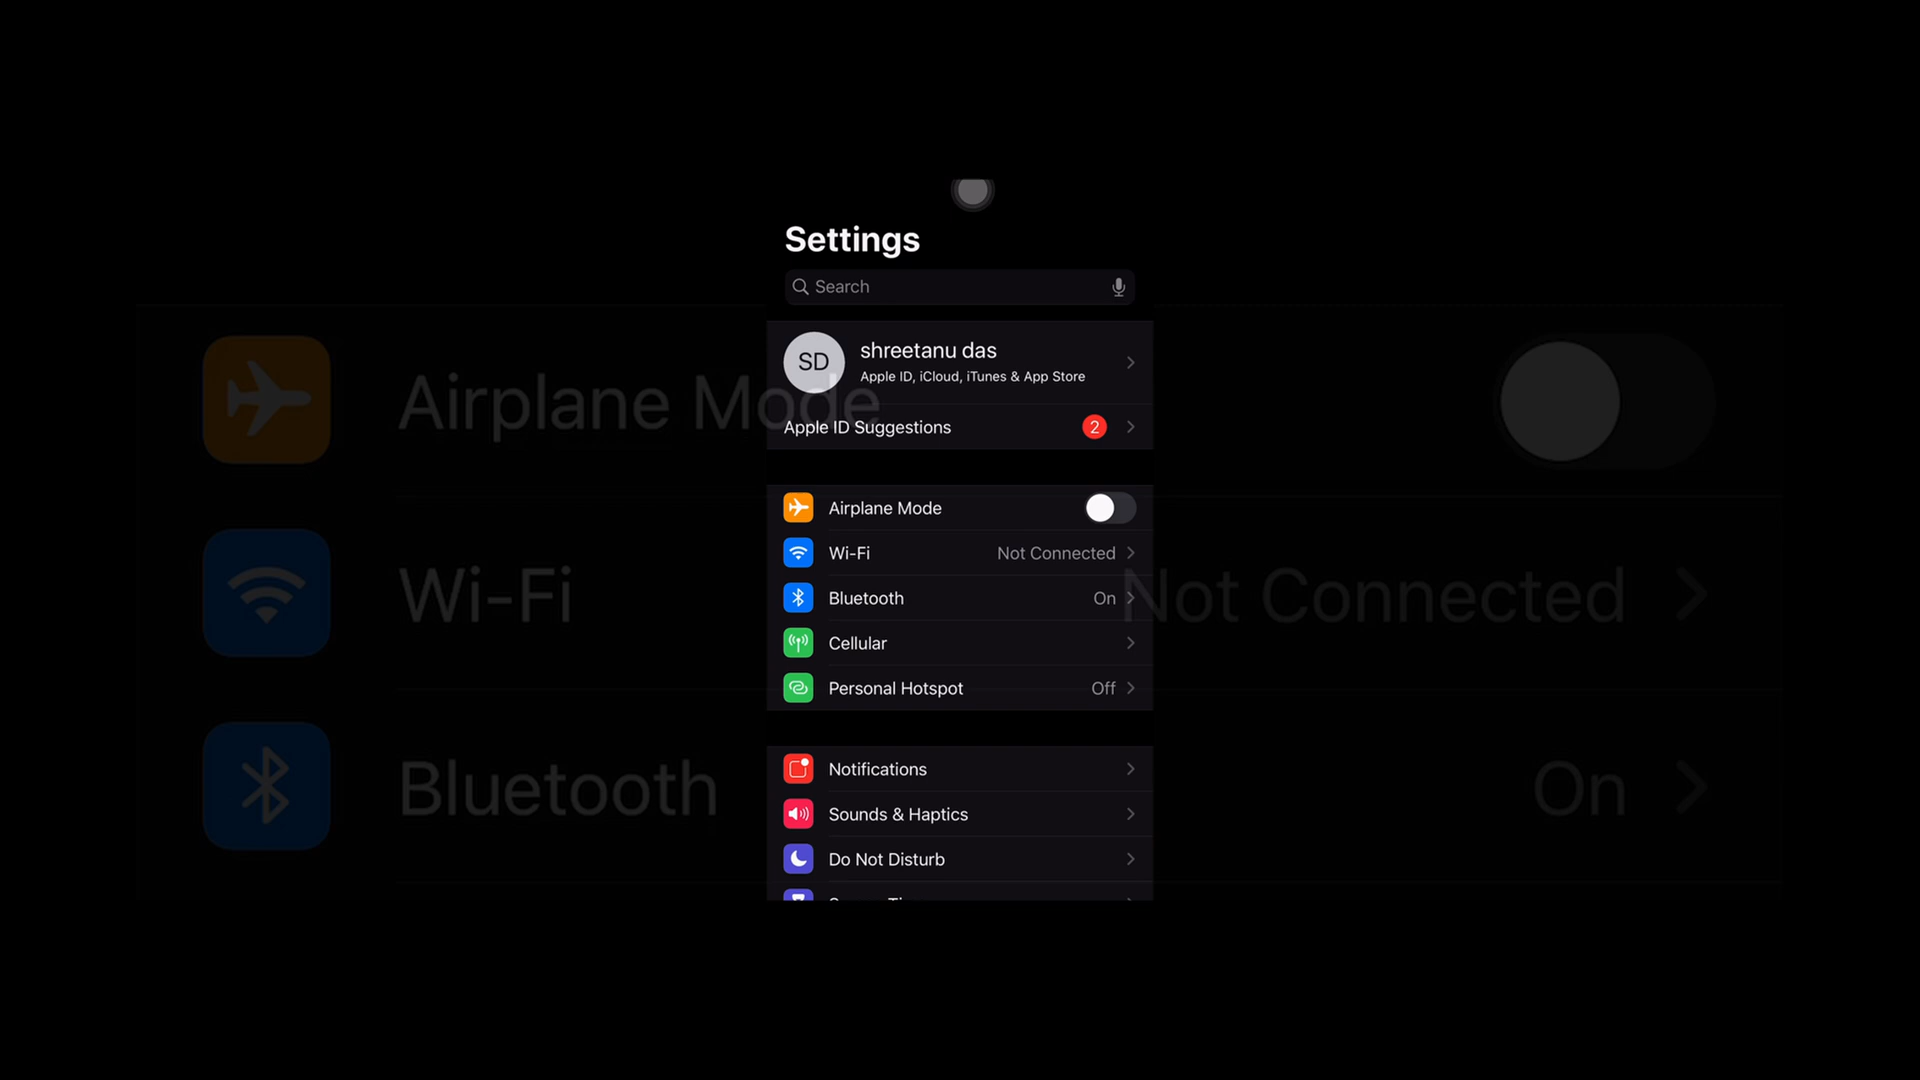 Settings
Search
SD
shreetanu das
Apple ID, iCloud, iTunes & App Store
Apple ID Suggestions 2
Airplane Mode
Wi-Fi Not Connected
Bluetooth On
Cellular
Personal Hotspot Off
Notifications
Sounds & Haptics
Do Not Disturb
Airplane Mode
Wi-Fi Not Connected
Bluetooth On